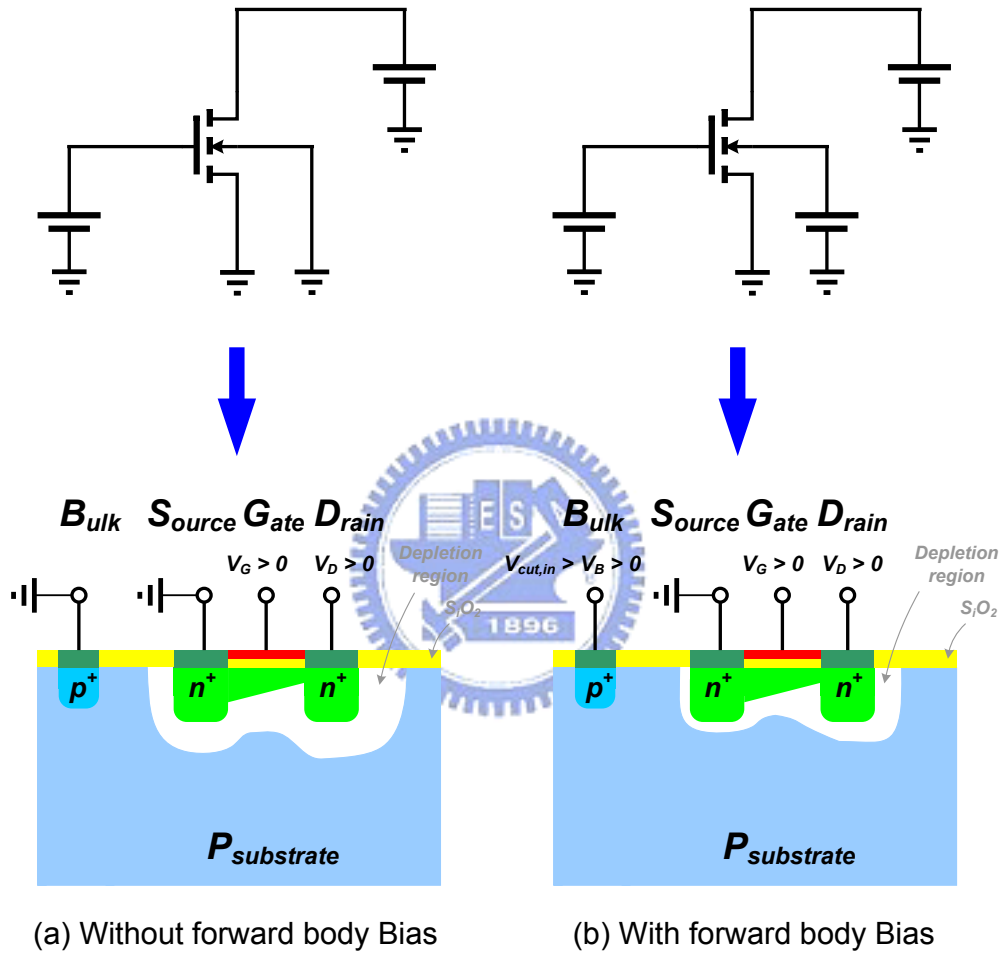 Bulk Source Gate Drain
VG > 0 VD > 0
Depletion region
SiO2
p+ n+ n+
Psubstrate
(a) Without forward body Bias
Bulk Source Gate Drain
Vcut,in > VB > 0 VG > 0 VD > 0
Depletion region
SiO2
p+ n+ n+
Psubstrate
(b) With forward body Bias
E S
1896